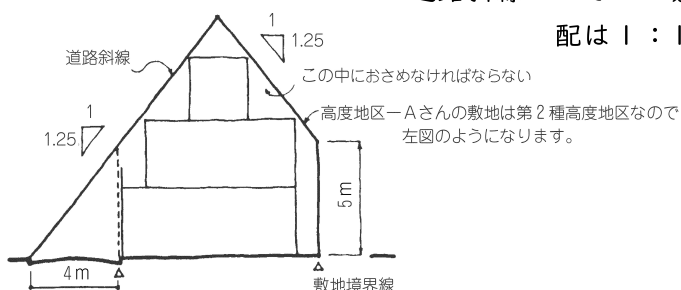 配は１：１
1
1.25
道路斜線
この中におさめなければならない
1
1.25
高度地区ーAさんの敷地は第２種高度地区なので
左図のようになります。
5m
4m
敷地境界線